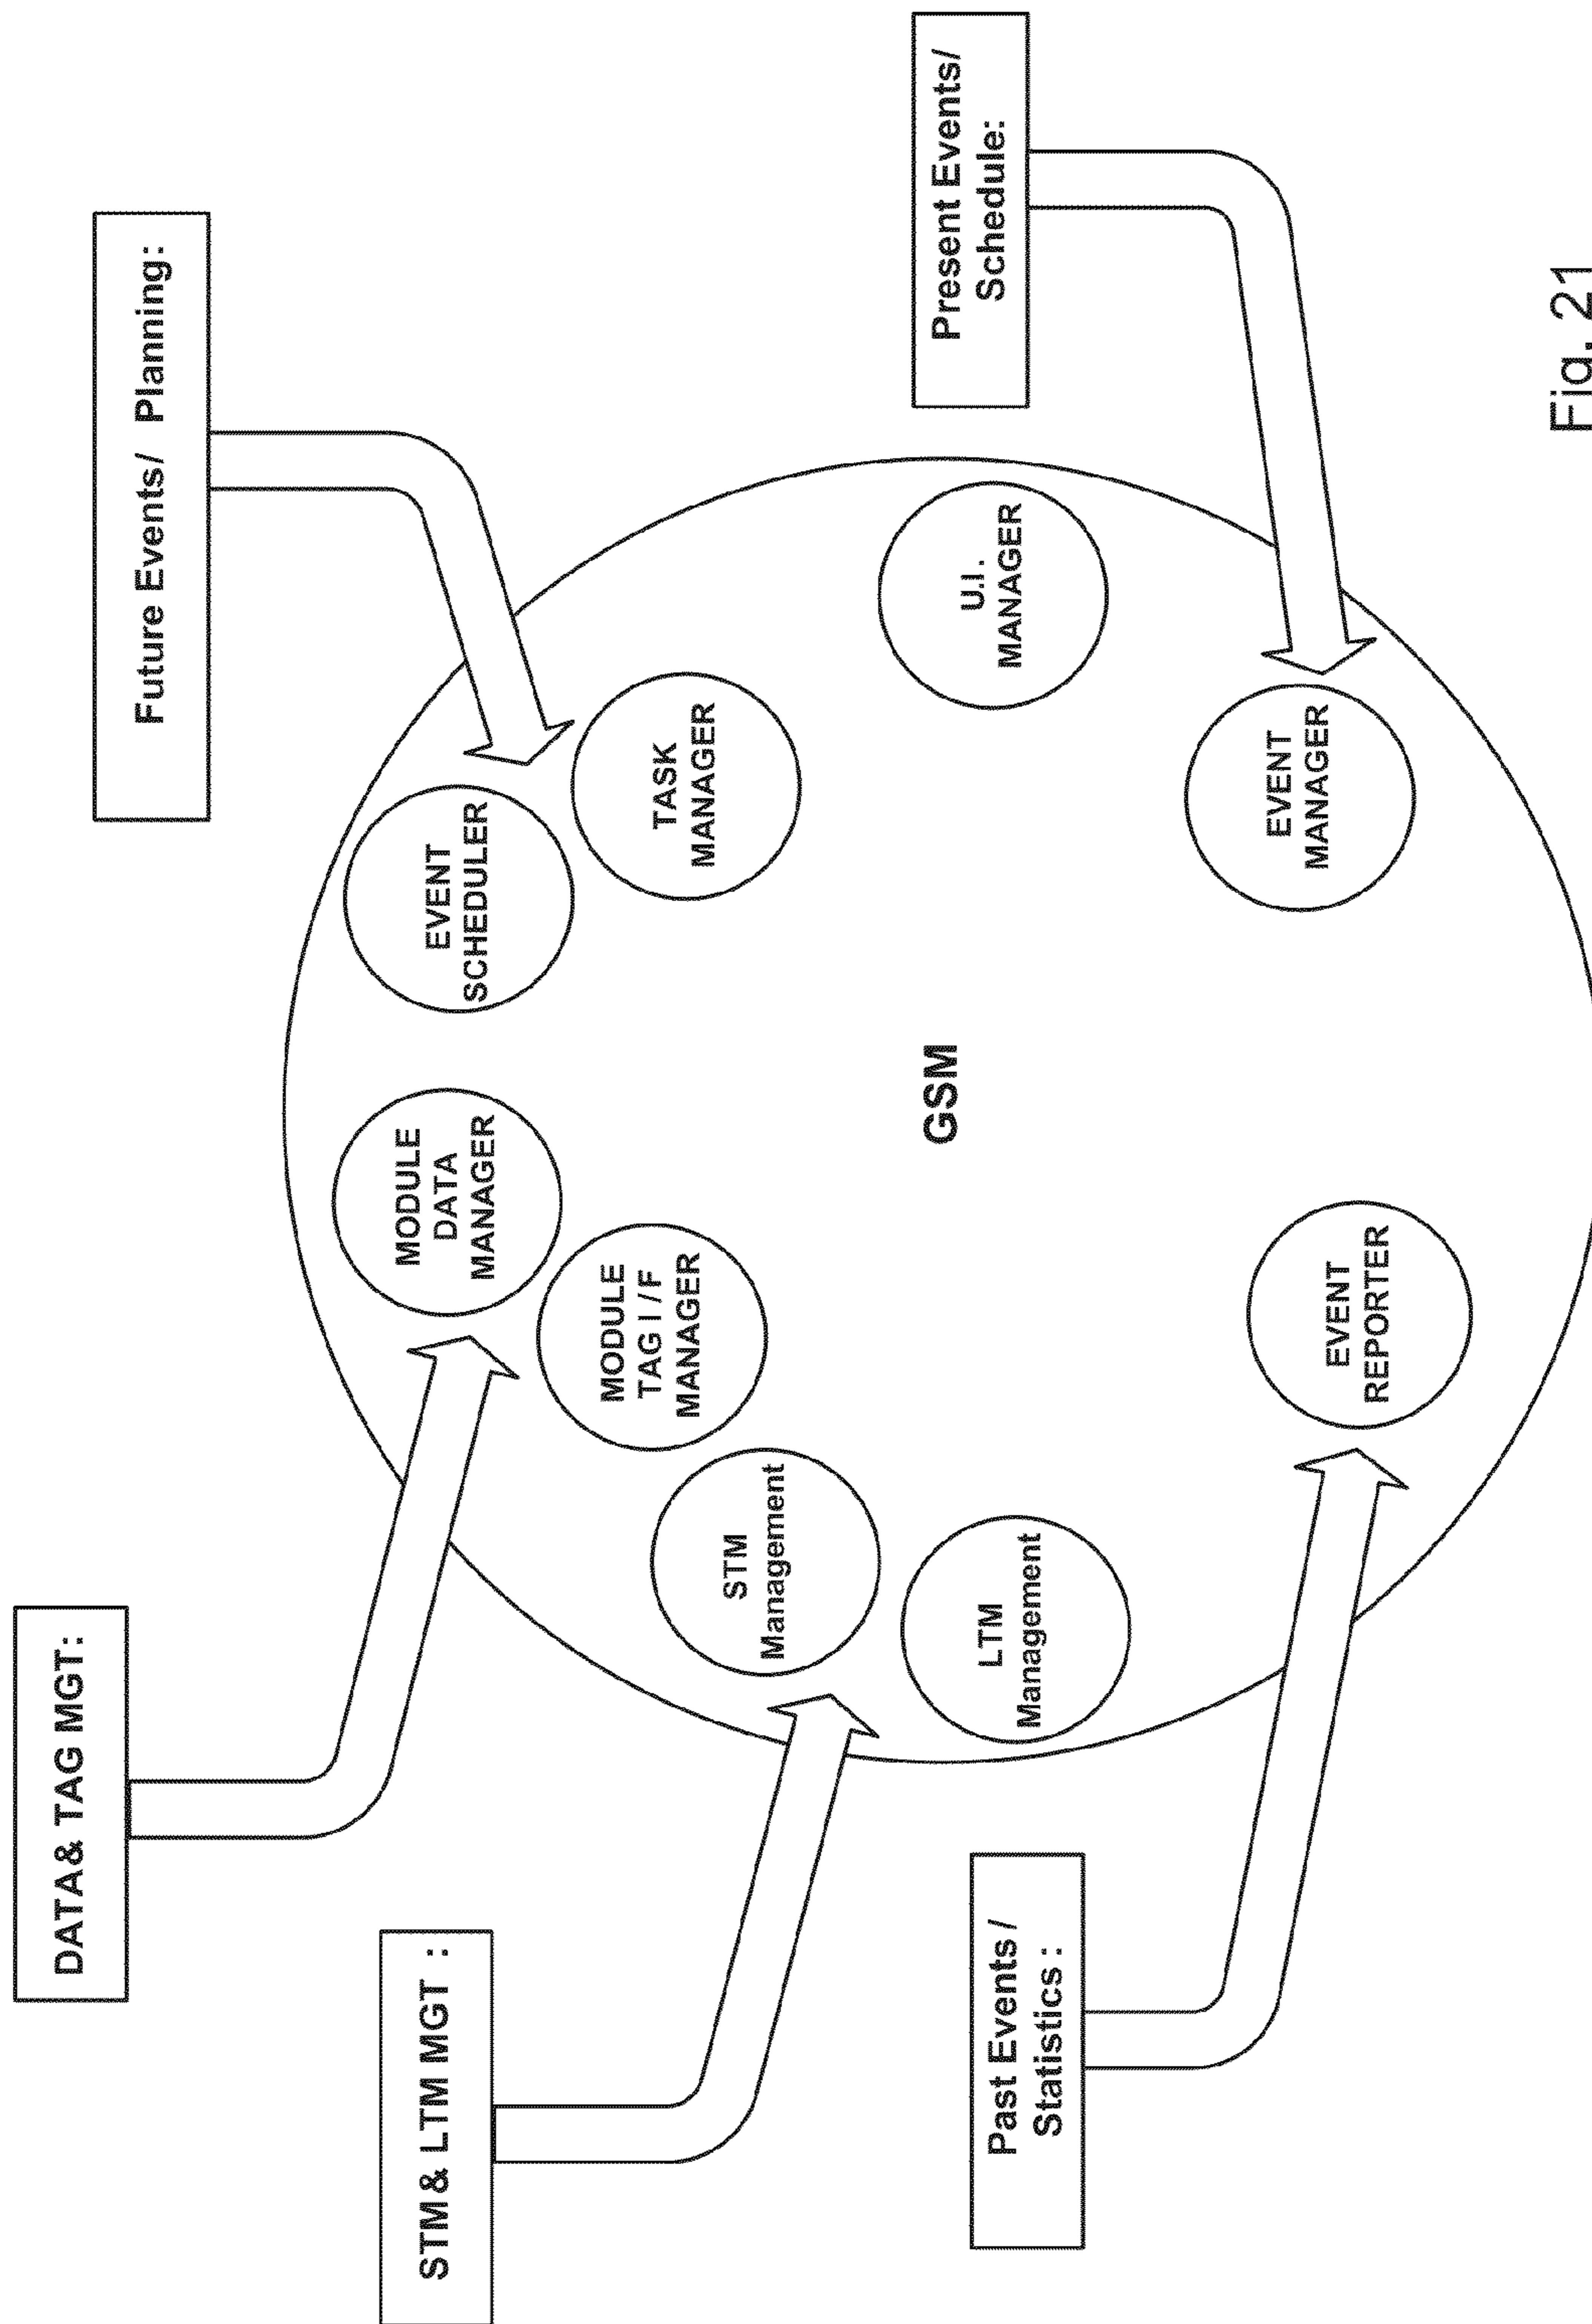 DATA& TAG MGT:
Future Events/ Planning:
STM& LTM MGT :
MODULE
DATA
MANAGER
EVENT
SCHEDULER
MODULE
TAG I/F
MANAGER
TASK
MANAGER
STM
Management
LTM
Management
GSM
U.I.
MANAGER
Present Events/
Schedule:
Past Events/
Statistics:
EVENT
REPORTER
EVENT
MANAGER
Fig. 21